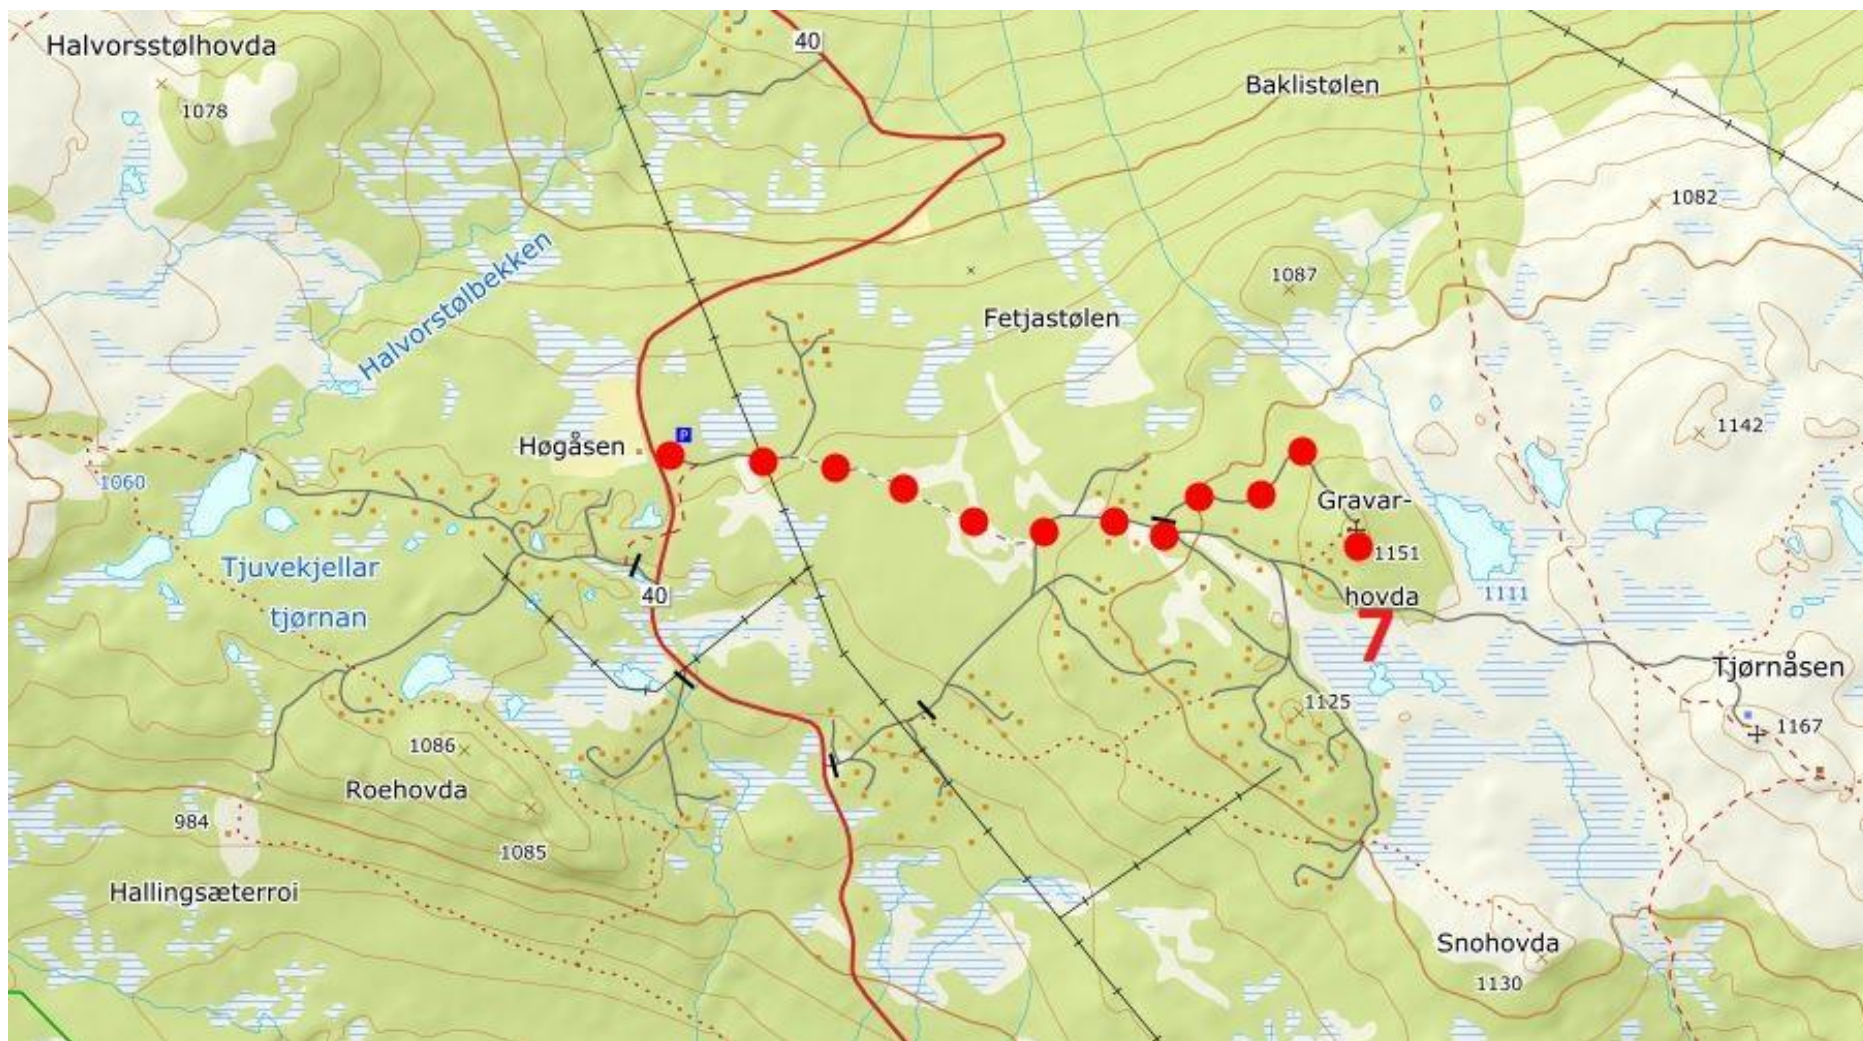 Halvorsstølhovda
40
Baklistølen
1078
1082
Halvorstølbekken
1087
Fetjastølen
P
Høgåsen
1142
1060
Gravar-
1151
Tjuvekjellar
40
hovda
1111
tjørnan
7
Tjørnåsen
1125
1167
1086
Roehovda
984
1085
Hallingsæterroi
Snohovda
1130